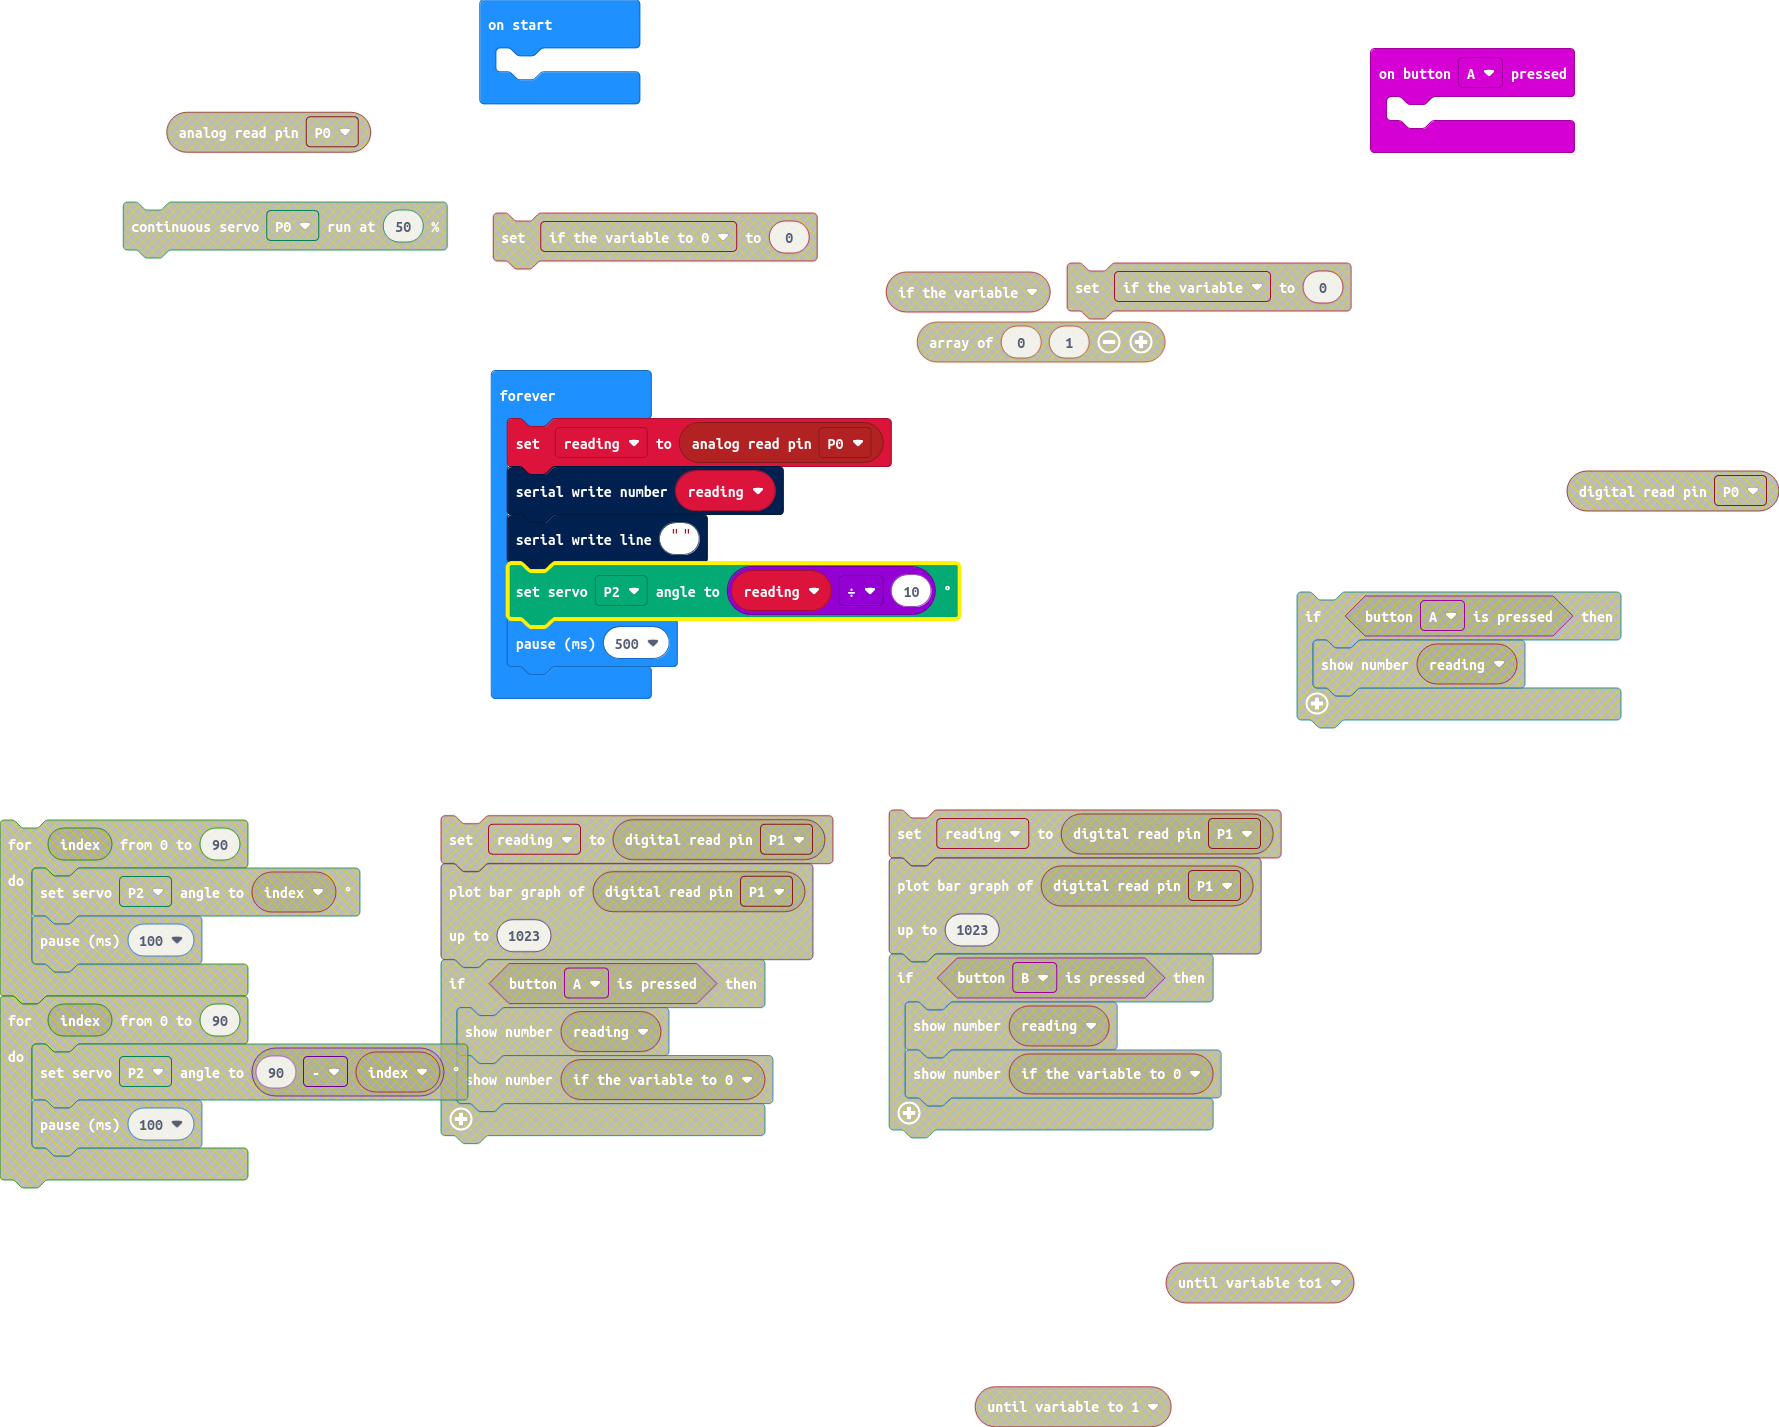 on start
on button A pressed
analog read pin P0
continuous servo P0 run at 50 %
set if the variable to 0 to 0
if the variable
set if the variable to 0
array of 0 1
forever
set reading to analog read pin P0
serial write number reading
serial write line " "
set servo P2 angle to reading ÷ 10 °
pause (ms) 500
digital read pin P0
if button A is pressed then
show number reading
for index from 0 to 90
do
set servo P2 angle to index °
pause (ms) 100
for index from 0 to 90
do
set servo P2 angle to 90 - index °
pause (ms) 100
set reading to digital read pin P1
plot bar graph of digital read pin P1
up to 1023
if button A is pressed then
show number reading
show number if the variable to 0
set reading to digital read pin P1
plot bar graph of digital read pin P1
up to 1023
if button B is pressed then
show number reading
show number if the variable to 0
until variable to1
until variable to 1